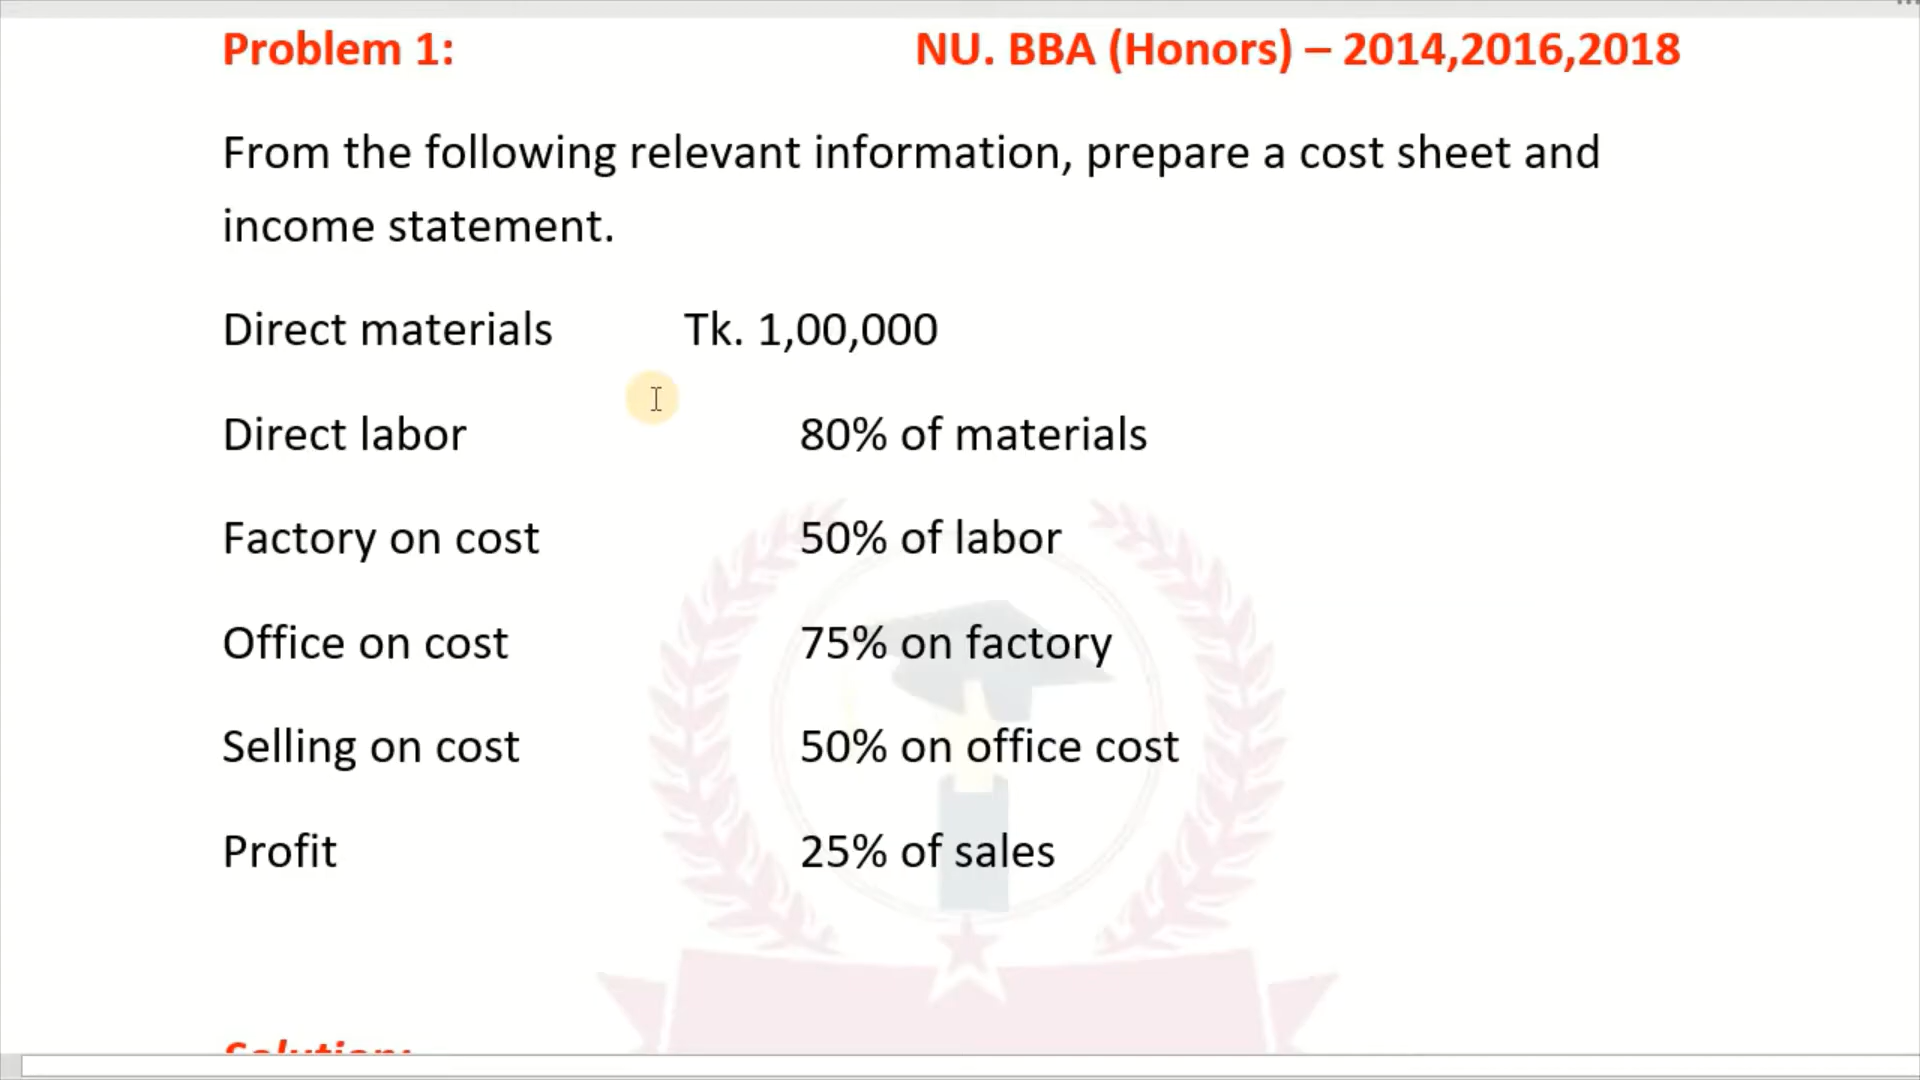 Problem 1: NU. BBA (Honors) – 2014,2016,2018
From the following relevant information, prepare a cost sheet and
income statement.
Direct materials Tk. 1,00,000
Direct labor 80% of materials
Factory on cost 50% of labor
Office on cost 75% on factory
Selling on cost 50% on office cost
Profit 25% of sales
Solution: